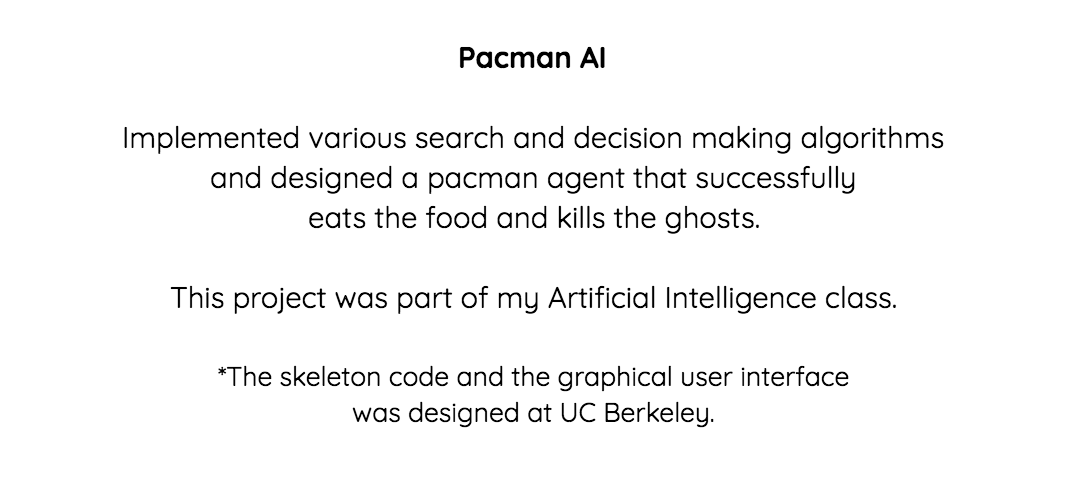 Pacman AI
Implemented various search and decision making algorithms
and designed a pacman agent that successfully
eats the food and kills the ghosts.
This project was part of my Artificial Intelligence class.
*The skeleton code and the graphical user interface
was designed at UC Berkeley.